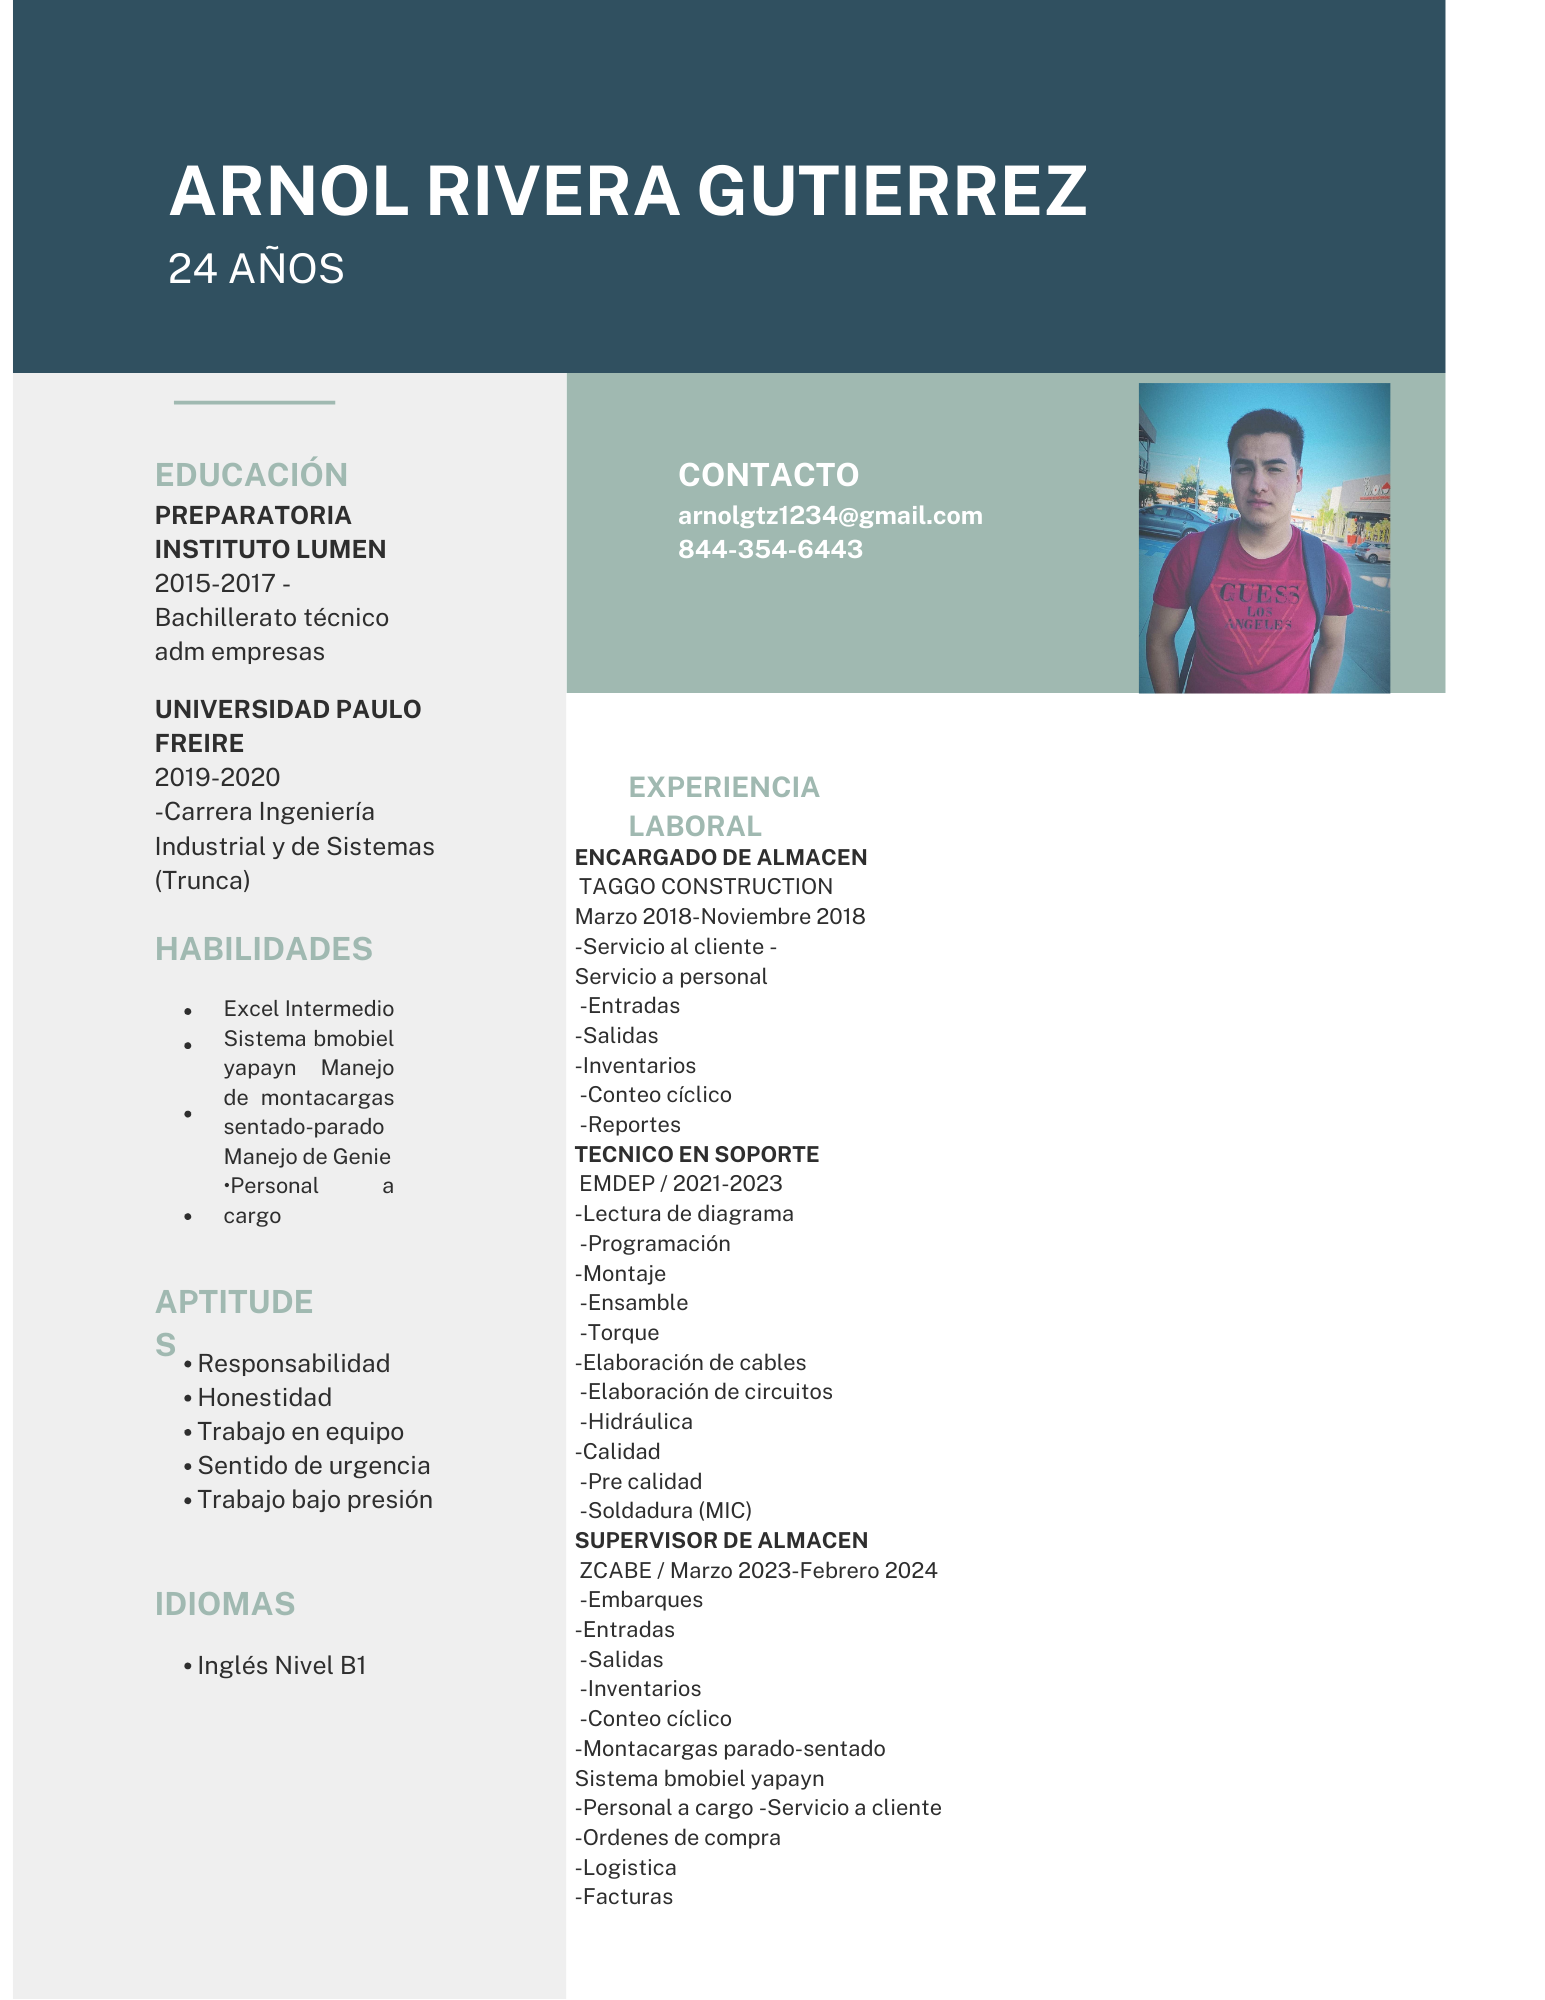 ARNOL RIVERA GUTIERREZ
24 AÑOS
EDUCACIÓN
PREPARATORIA
INSTITUTO LUMEN
2015-2017 -
Bachillerato técnico
adm empresas
UNIVERSIDAD PAULO
FREIRE
2019-2020
-Carrera Ingeniería
Industrial y de Sistemas
(Trunca)
HABILIDADES
• Excel Intermedio
• Sistema bmobiel
yapayn Manejo
de montacargas
• sentado-parado
Manejo de Genie
•Personal a
• cargo
APTITUDE
S
• Responsabilidad
• Honestidad
• Trabajo en equipo
• Sentido de urgencia
• Trabajo bajo presión
IDIOMAS
• Inglés Nivel B1
CONTACTO
arnolgtz1234@gmail.com
844-354-6443
GUESS
LOS
ANGELES
EXPERIENCIA
LABORAL
ENCARGADO DE ALMACEN
TAGGO CONSTRUCTION
Marzo 2018-Noviembre 2018
-Servicio al cliente -
Servicio a personal
-Entradas
-Salidas
-Inventarios
-Conteo cíclico
-Reportes
TECNICO EN SOPORTE
EMDEP / 2021-2023
-Lectura de diagrama
-Programación
-Montaje
-Ensamble
-Torque
-Elaboración de cables
-Elaboración de circuitos
-Hidráulica
-Calidad
-Pre calidad
-Soldadura (MIC)
SUPERVISOR DE ALMACEN
ZCABE / Marzo 2023-Febrero 2024
-Embarques
-Entradas
-Salidas
-Inventarios
-Conteo cíclico
-Montacargas parado-sentado
Sistema bmobiel yapayn
-Personal a cargo -Servicio a cliente
-Ordenes de compra
-Logistica
-Facturas